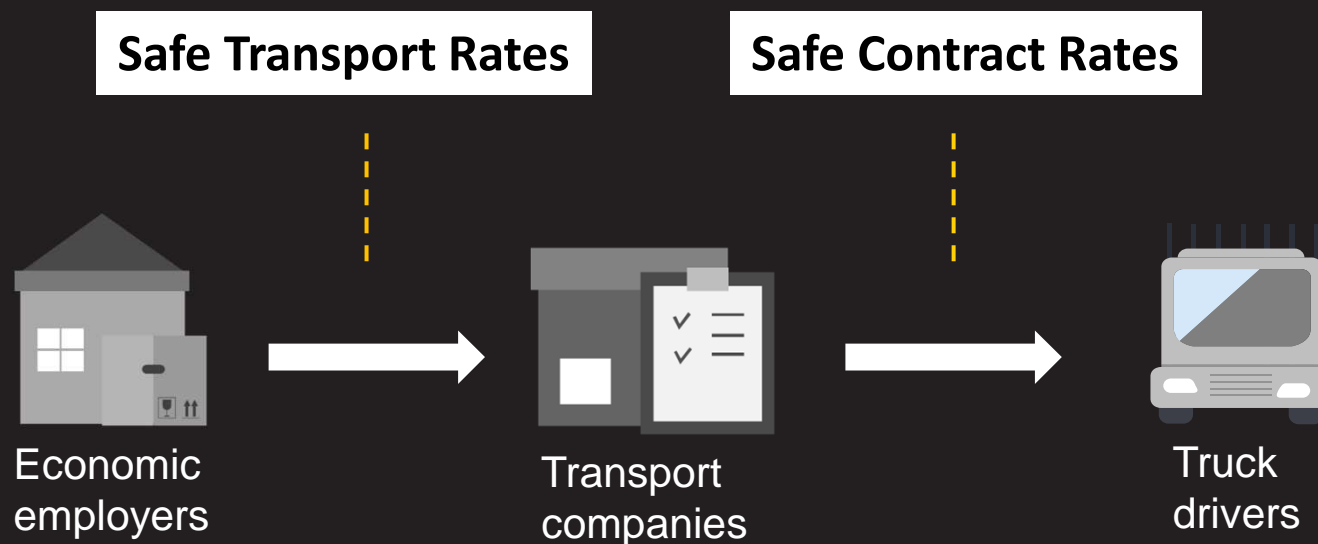 Safe Transport Rates
Safe Contract Rates
Economic
employers
Transport
companies
Truck
drivers